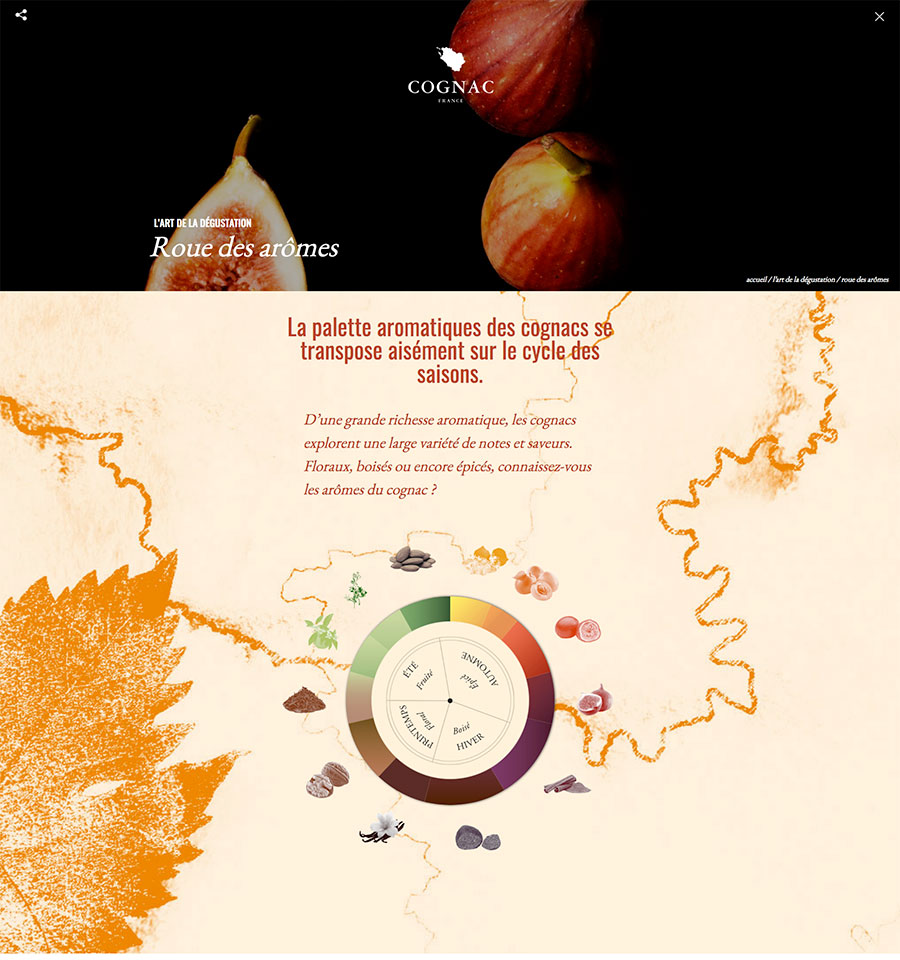 COGNAC
FRANCE
L'ART DE LA DÉGUSTATION
Roue des arômes
accueil / l'art de la dégustation / roue des arômes
La palette aromatiques des cognacs se
transpose aisément sur le cycle des
saisons.
D'une grande richesse aromatique, les cognacs
explorent une large variété de notes et saveurs.
Floraux, boisés ou encore épicés, connaissez-vous
les arômes du cognac ?
ÉTÉ
Fruité
AUTOMNE
Epicé
PRINTEMPS
Floral
HIVER
Boisé